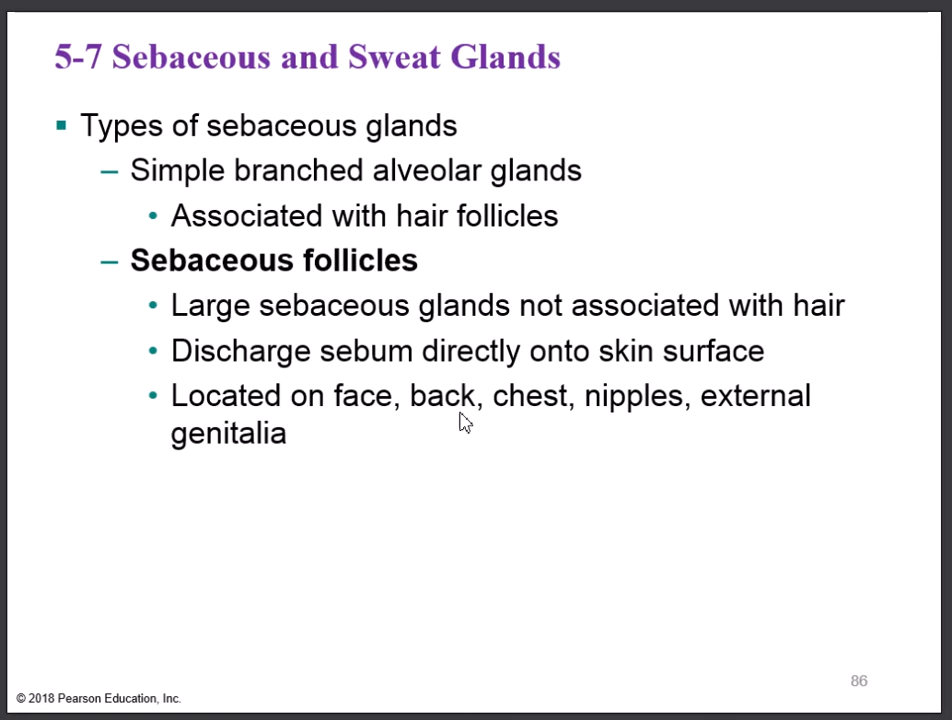 5-7 Sebaceous and Sweat Glands
▪ Types of sebaceous glands
– Simple branched alveolar glands
• Associated with hair follicles
– Sebaceous follicles
• Large sebaceous glands not associated with hair
• Discharge sebum directly onto skin surface
• Located on face, back, chest, nipples, external
genitalia
86
© 2018 Pearson Education, Inc.